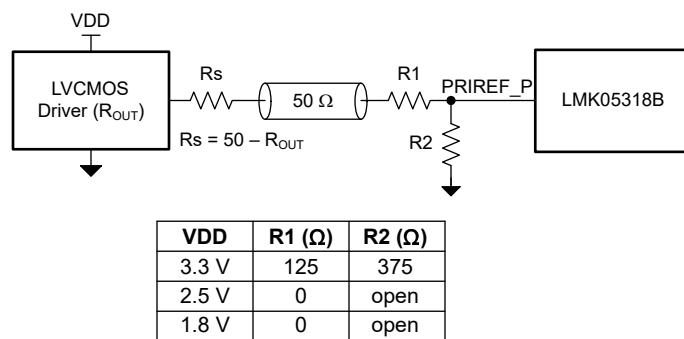 VDD
LVCMOS
Driver (ROUT)
Rs
50 Ω
R1
PRIREF_P
LMK05318B
Rs = 50 – ROUT
R2
VDD R1 (Ω) R2 (Ω)
3.3 V 125 375
2.5 V 0 open
1.8 V 0 open